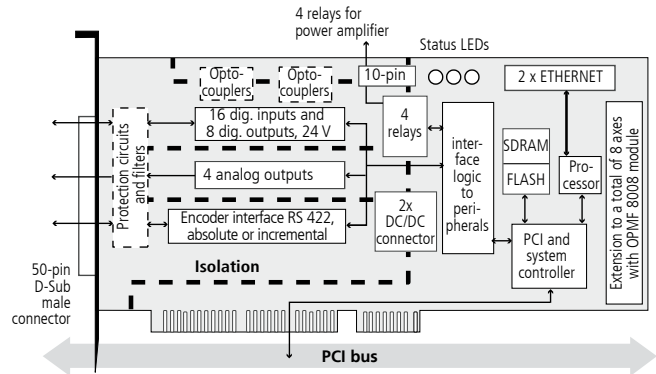 4 relays for
power amplifier
Status LEDs
Opto-
couplers
Opto-
couplers
10-pin
2 x ETHERNET
16 dig. inputs and
8 dig. outputs, 24 V
4
relays
4 analog outputs
Encoder interface RS 422,
absolute or incremental
2x
DC/DC
connector
inter-
face
logic
to
peri-
pherals
SDRAM
FLASH
Pro-
cessor
PCI and
system
controller
Protection circuits
and filters
Extension to a total of 8 axes
with OPMF 8008 module
Isolation
50-pin
D-Sub
male
connector
PCI bus